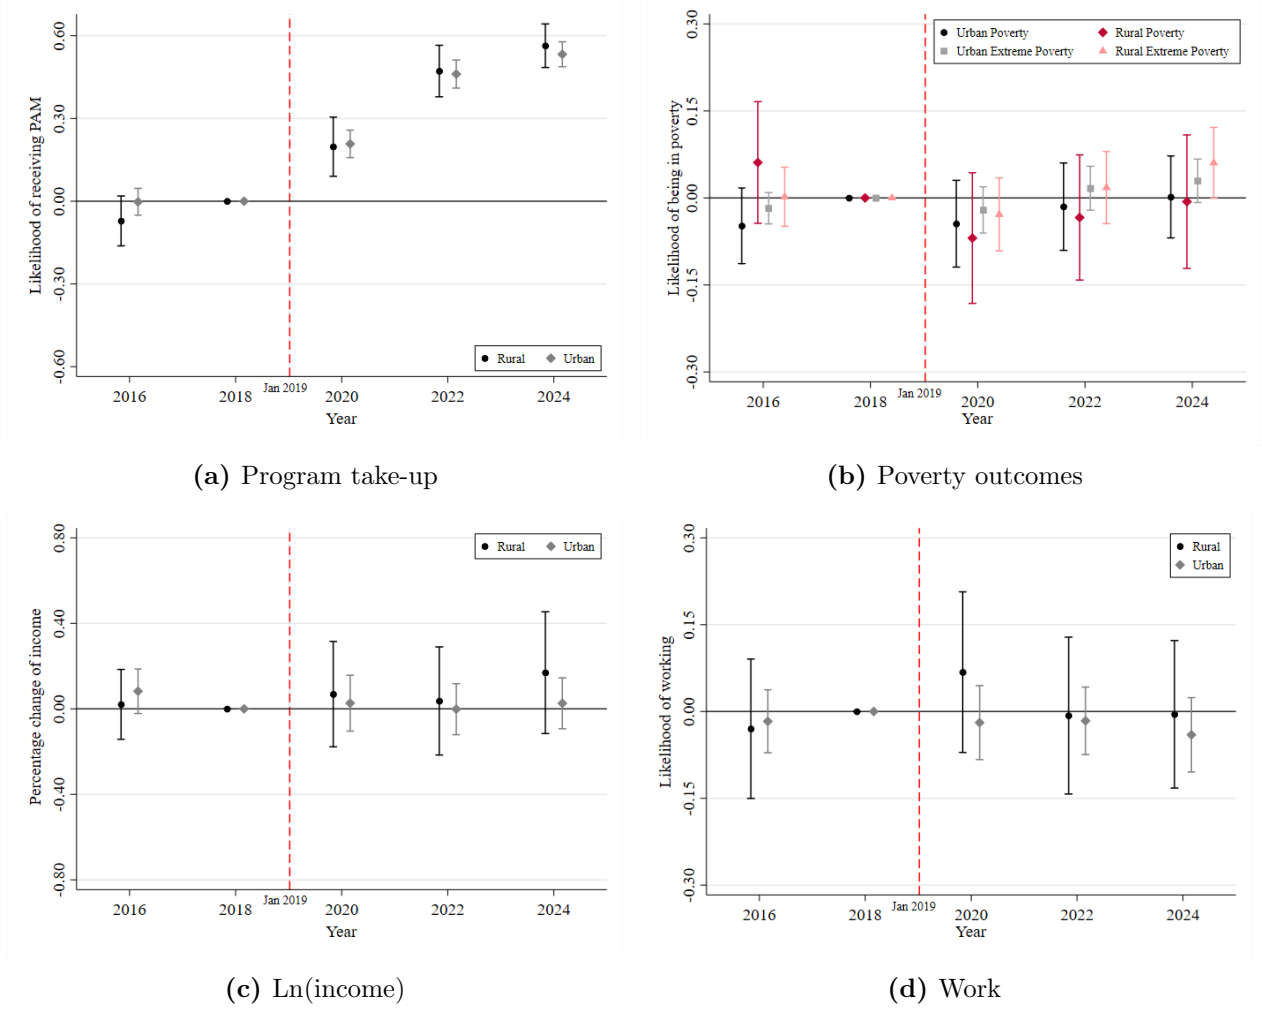 Likelihood of receiving PAM
0.60
0.30
0.00
-0.30
-0.60
Rural Urban
Jan 2019
2016 2018 2020 2022 2024
Year
(a) Program take-up
Likelihood of being in poverty
0.30
0.15
0.00
-0.15
-0.30
Urban Poverty Rural Poverty
Urban Extreme Poverty Rural Extreme Poverty
Jan 2019
2016 2018 2020 2022 2024
Year
(b) Poverty outcomes
Percentage change of income
0.80
0.40
0.00
-0.40
-0.80
Rural Urban
Jan 2019
2016 2018 2020 2022 2024
Year
(c) Ln(income)
Likelihood of working
0.30
0.15
0.00
-0.15
-0.30
Rural
Urban
Jan 2019
2016 2018 2020 2022 2024
Year
(d) Work